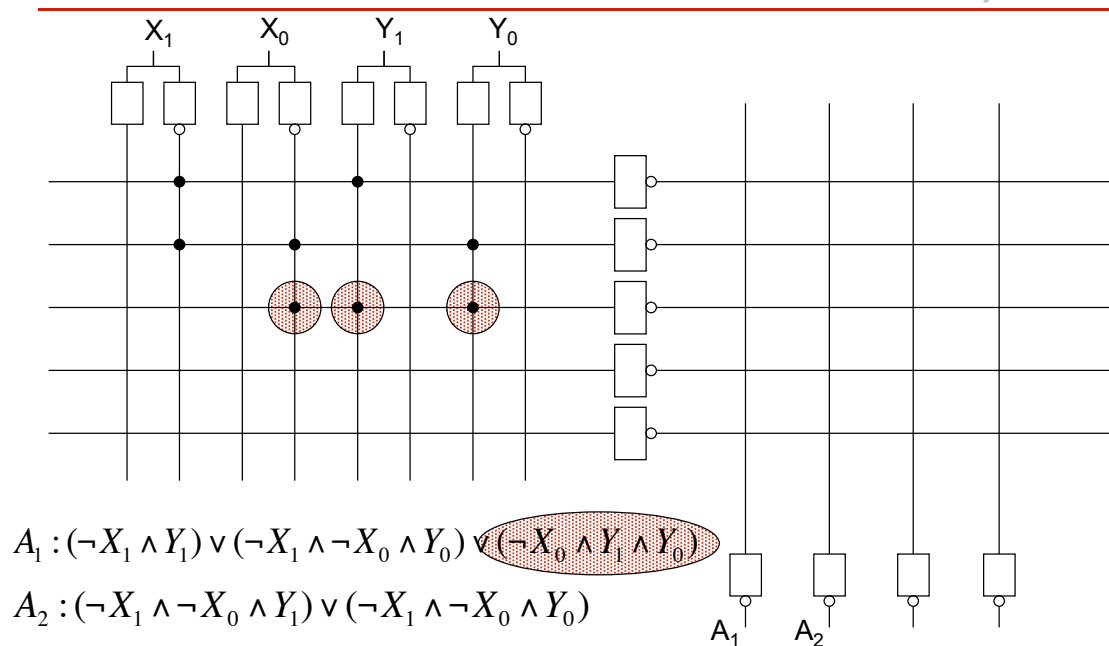 X₁ X₀ Y₁ Y₀
A₁ : (¬X₁ ∧ Y₁) ∨ (¬X₁ ∧ ¬X₀ ∧ Y₀) ∨ (¬X₀ ∧ Y₁ ∧ Y₀)
A₂ : (¬X₁ ∧ ¬X₀ ∧ Y₁) ∨ (¬X₁ ∧ ¬X₀ ∧ Y₀)
A₁ A₂